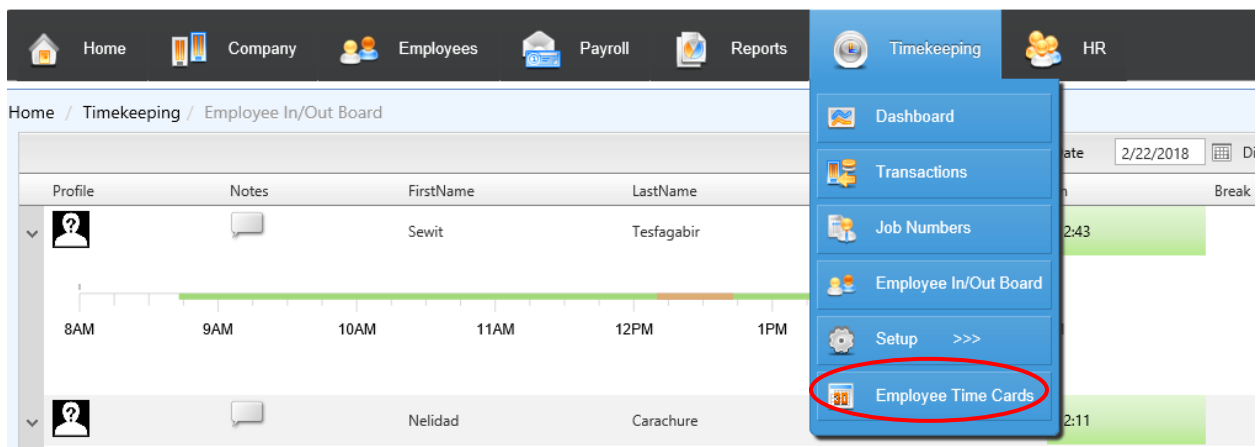 Home Company Employees Payroll Reports Timekeeping HR
Home / Timekeeping / Employee In/Out Board
Dashboard
Transactions
Job Numbers
Employee In/Out Board
Setup >>>
Employee Time Cards
2/22/2018
Profile Notes FirstName LastName Break
Sewit Tesfagabir 2:43
8AM 9AM 10AM 11AM 12PM 1PM
Nelidad Carachure 2:11